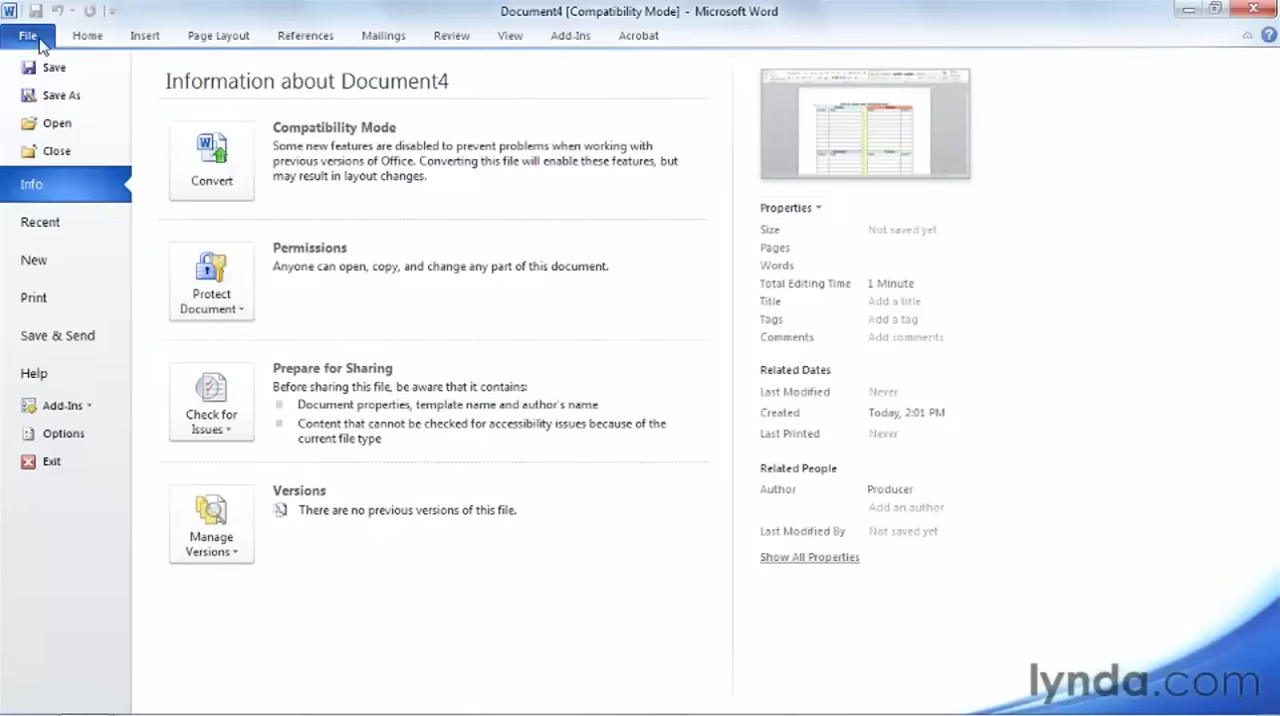 Document4 [Compatibility Mode] - Microsoft Word
File Home Insert Page Layout References Mailings Review View Add-Ins Acrobat
Save
Save As
Open
Close
Info
Recent
New
Print
Save & Send
Help
Add-Ins
Options
Exit
Information about Document4
Convert
Compatibility Mode
Some new features are disabled to prevent problems when working with
previous versions of Office. Converting this file will enable these features, but
may result in layout changes.
Protect
Document
Permissions
Anyone can open, copy, and change any part of this document.
Check for
Issues
Prepare for Sharing
Before sharing this file, be aware that it contains:
Document properties, template name and author's name
Content that cannot be checked for accessibility issues because of the
current file type
Manage
Versions
Versions
There are no previous versions of this file.
Properties
Size Not saved yet
Pages
Words
Total Editing Time 1 Minute
Title Add a title
Tags Add a tag
Comments Add comments
Related Dates
Last Modified Never
Created Today, 2:01 PM
Last Printed Never
Related People
Author Producer
Add an author
Last Modified By Not saved yet
Show All Properties
lynda.com